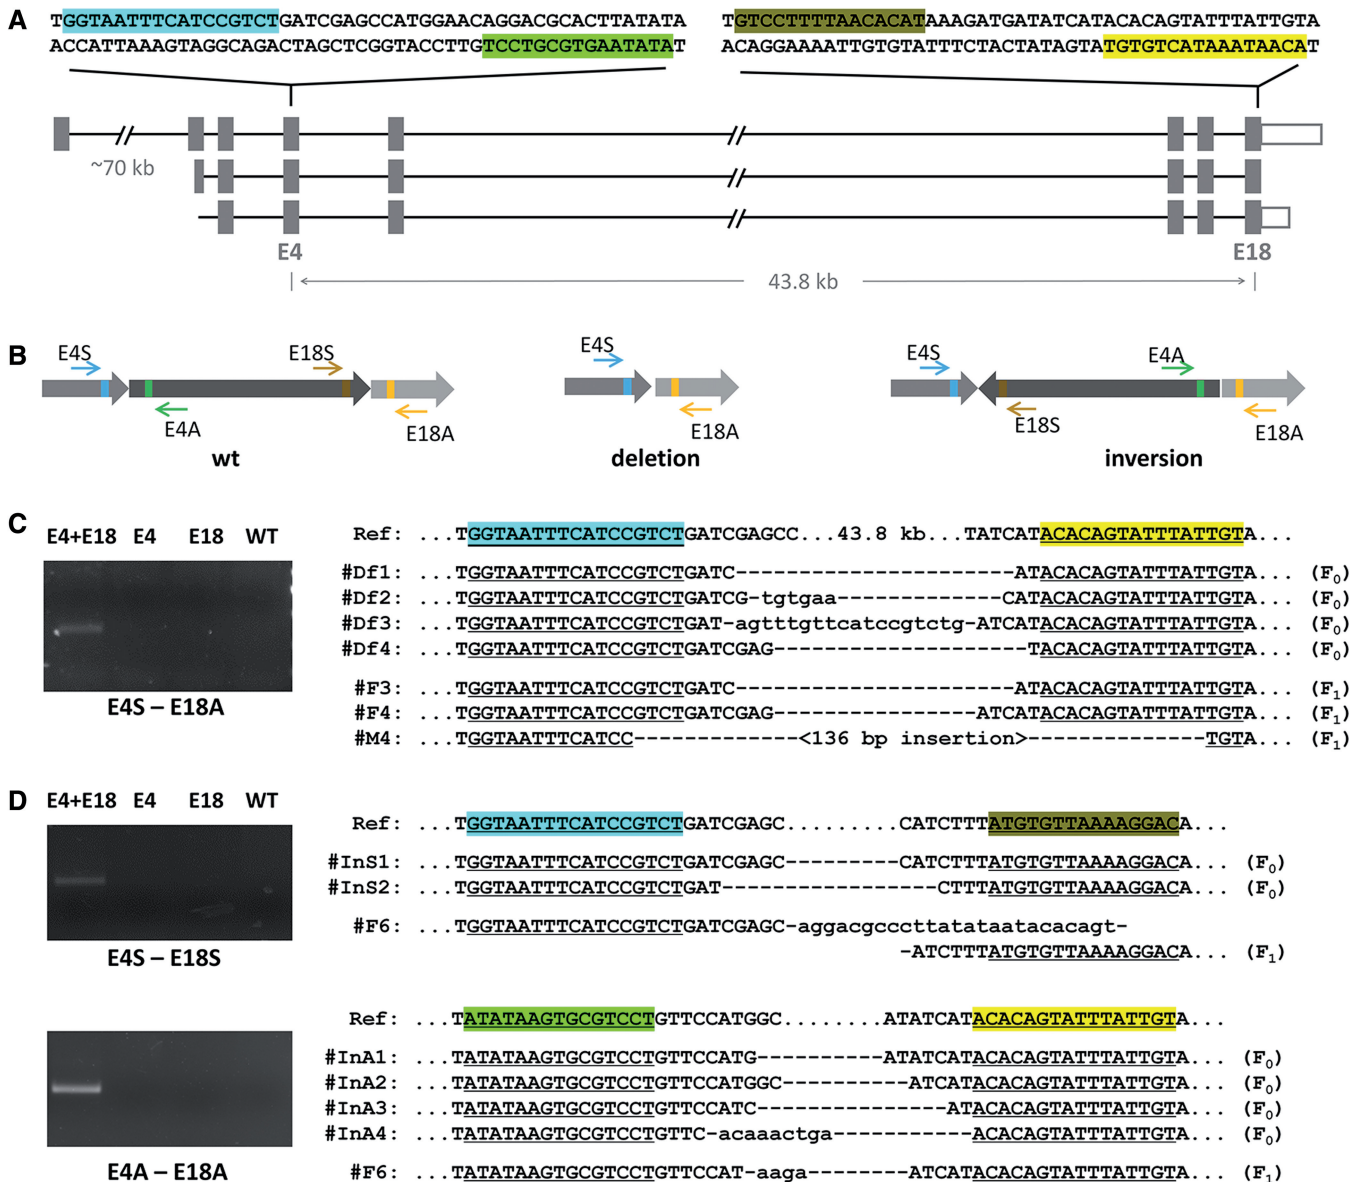 A
TGGTAATTTCATCCGTCTGATCGAGCCATGGAACAGGACGCACTTATATA TGTCCTTTTAACACATAAAGATGATATCATACACAGTATTTATTGTA
ACCATTAAAGTAGGCAGACTAGCTCGGTACCTTGTCCTGCGTGAATATAT ACAGGAAAATTGTGTATTTCTACTATAGTATGTGTCATAAATAACAT
~70 kb
E4 E18
43.8 kb
B
E4S E18S E4S E4S E4A
E4A E18A E18A E18S E18A
wt deletion inversion
C
E4+E18 E4 E18 WT
E4S – E18A
Ref: ...TGGTAATTTCATCCGTCTGATCGAGCC...43.8 kb...TATCATACACAGTATTTATTGTA...
#Df1: ...TGGTAATTTCATCCGTCTGATC----------------------ATACACAGTATTTATTGTA... (F0)
#Df2: ...TGGTAATTTCATCCGTCTGATCG-tgtgaa-------------CATACACAGTATTTATTGTA... (F0)
#Df3: ...TGGTAATTTCATCCGTCTGAT-agtttgttcatccgtctg-ATCATACACAGTATTTATTGTA... (F0)
#Df4: ...TGGTAATTTCATCCGTCTGATCGAG--------------------TACACAGTATTTATTGTA... (F0)
#F3: ...TGGTAATTTCATCCGTCTGATC----------------------ATACACAGTATTTATTGTA... (F1)
#F4: ...TGGTAATTTCATCCGTCTGATCGAG----------------ATCATACACAGTATTTATTGTA... (F1)
#M4: ...TGGTAATTTCATCC-------------<136 bp insertion>--------------TGTA... (F1)
D
E4+E18 E4 E18 WT
E4S – E18S
Ref: ...TGGTAATTTCATCCGTCTGATCGAGC.........CATCTTTATGTGTTAAAAGGACA...
#InS1: ...TGGTAATTTCATCCGTCTGATCGAGC---------CATCTTTATGTGTTAAAAGGACA... (F0)
#InS2: ...TGGTAATTTCATCCGTCTGAT-----------------CTTTATGTGTTAAAAGGACA... (F0)
#F6: ...TGGTAATTTCATCCGTCTGATCGAGC-aggacgcccttatataatacacagt-
-ATCTTTATGTGTTAAAAGGACA... (F1)
E4A – E18A
Ref: ...TATATAAGTGCGTCCTGTTCCATGGC........ATATCATACACAGTATTTATTGTA...
#InA1: ...TATATAAGTGCGTCCTGTTCCATG----------ATATCATACACAGTATTTATTGTA... (F0)
#InA2: ...TATATAAGTGCGTCCTGTTCCATGGC----------ATCATACACAGTATTTATTGTA... (F0)
#InA3: ...TATATAAGTGCGTCCTGTTCCATC---------------ATACACAGTATTTATTGTA... (F0)
#InA4: ...TATATAAGTGCGTCCTGTTC-acaaactga-----------ACACAGTATTTATTGTA... (F0)
#F6: ...TATATAAGTGCGTCCTGTTCCAT-aaga--------ATCATACACAGTATTTATTGTA... (F1)